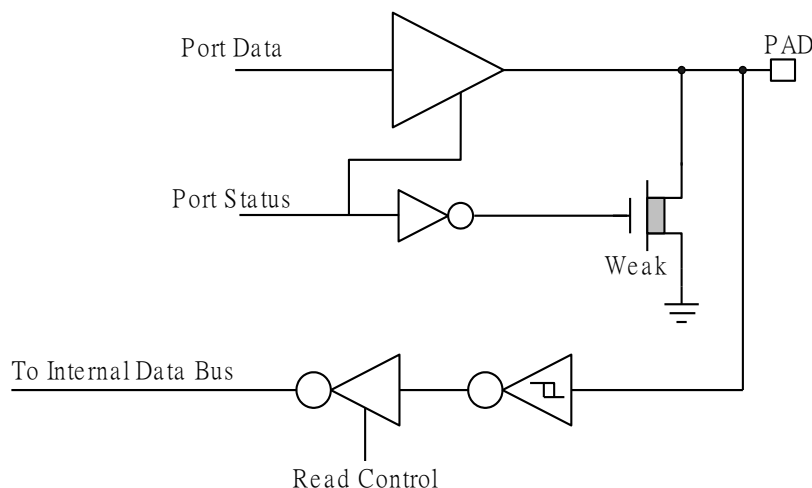 Port Data
PAD
Port Status
Weak
To Internal Data Bus
Read Control